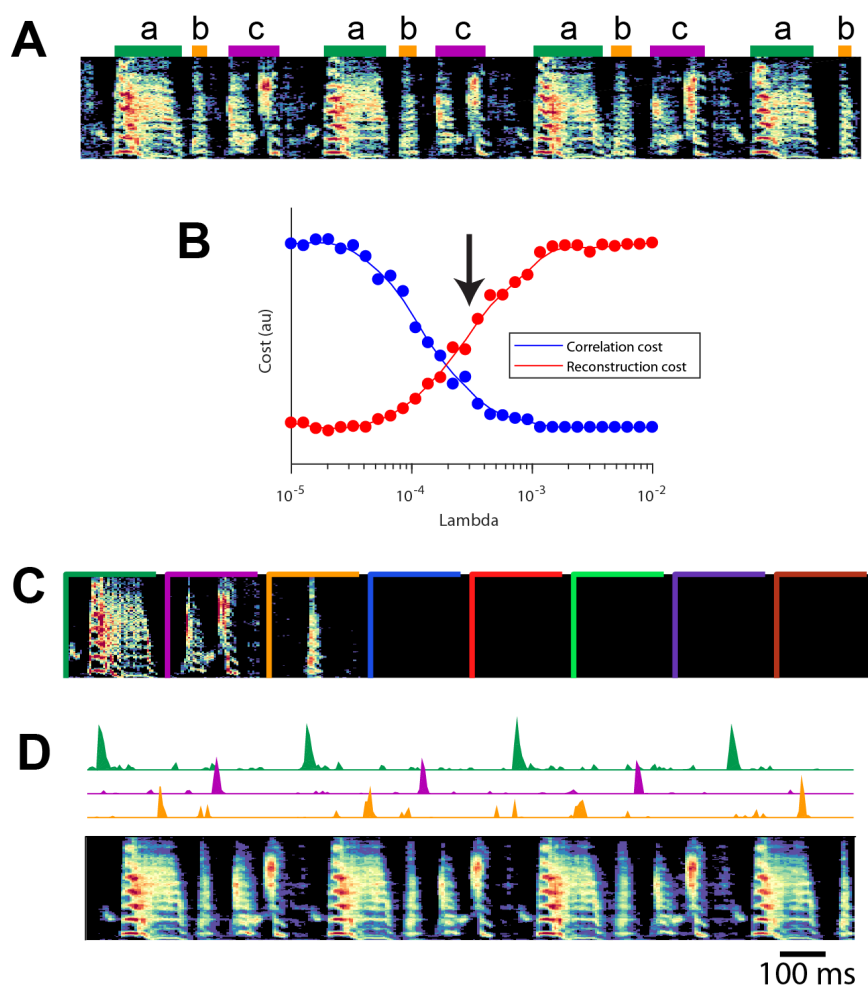 A
a b c a b c a b c a b
B
Cost (au)
Correlation cost
Reconstruction cost
10-5 10-4 10-3 10-2
Lambda
C
D
100 ms